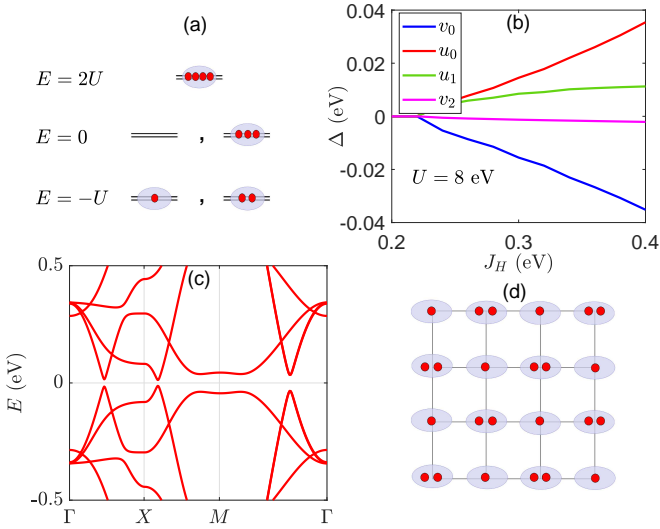 (a)
E = 2U
E = 0
,
E = −U
,
(b)
0.04
0.02
0
-0.02
-0.04
Δ (eV)
v₀
u₀
u₁
v₂
U = 8 eV
0.2
0.3
0.4
J_H (eV)
(c)
0.5
0
-0.5
E (eV)
Γ
X
M
Γ
(d)